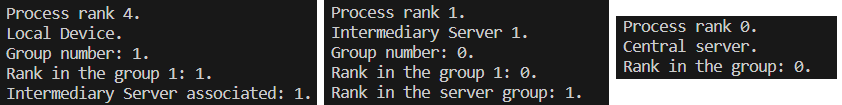 Process rank 4.
Local Device.
Group number: 1.
Rank in the group 1: 1.
Intermediary Server associated: 1.
Process rank 1.
Intermediary Server 1.
Group number: 0.
Rank in the group 1: 0.
Rank in the server group: 1.
Process rank 0.
Central server.
Rank in the group: 0.